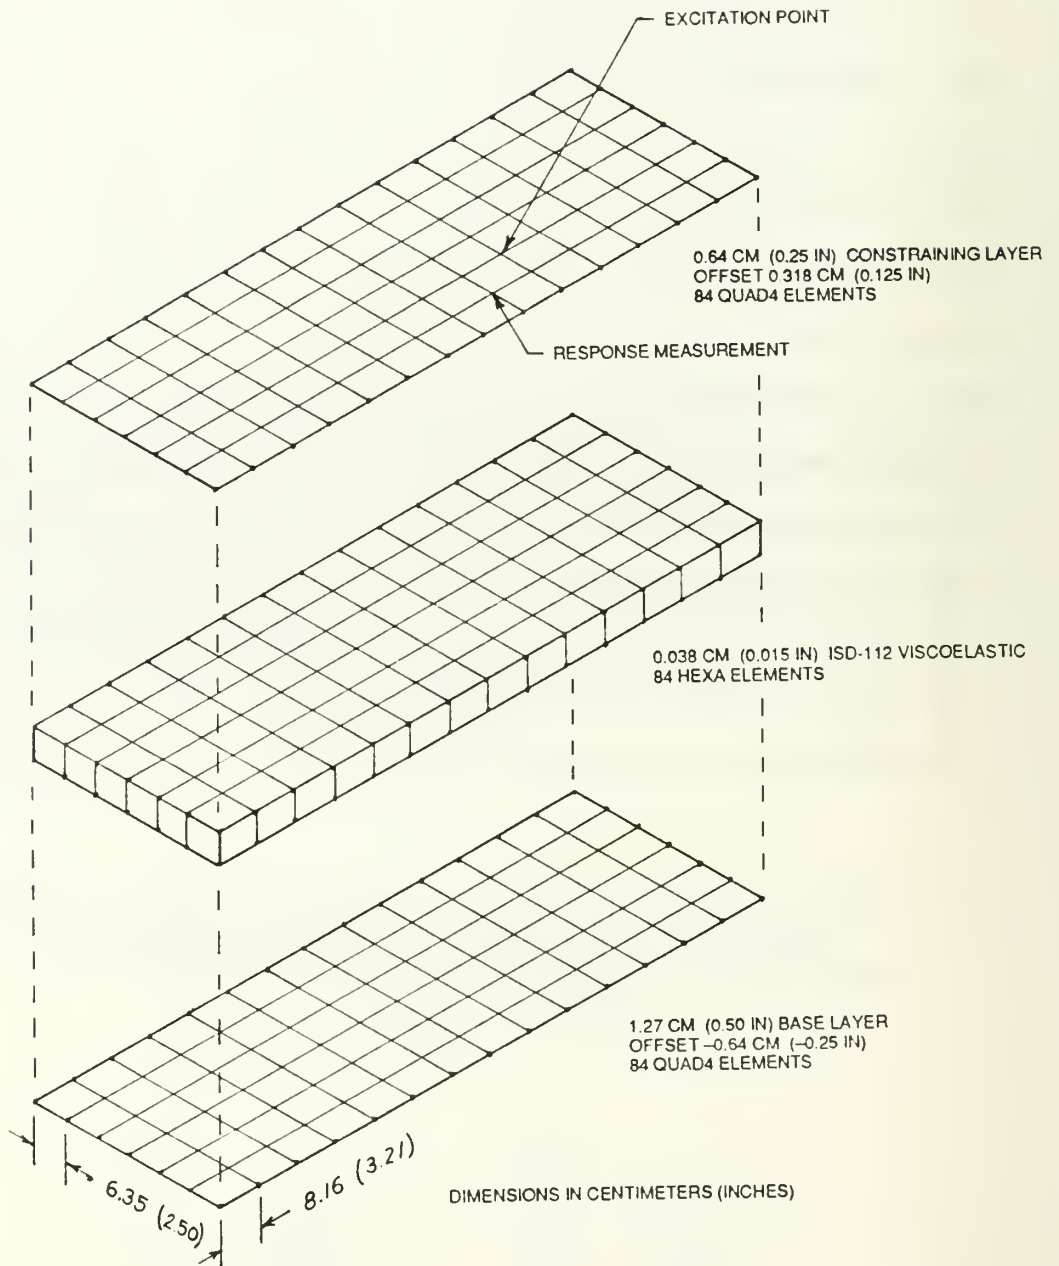 EXCITATION POINT
0.64 CM (0.25 IN) CONSTRAINING LAYER
OFFSET 0.318 CM (0.125 IN)
84 QUAD4 ELEMENTS
RESPONSE MEASUREMENT
0.038 CM (0.015 IN) ISD-112 VISCOELASTIC
84 HEXA ELEMENTS
1.27 CM (0.50 IN) BASE LAYER
OFFSET -0.64 CM (-0.25 IN)
84 QUAD4 ELEMENTS
6.35 (2.50)
8.16 (3.21)
DIMENSIONS IN CENTIMETERS (INCHES)